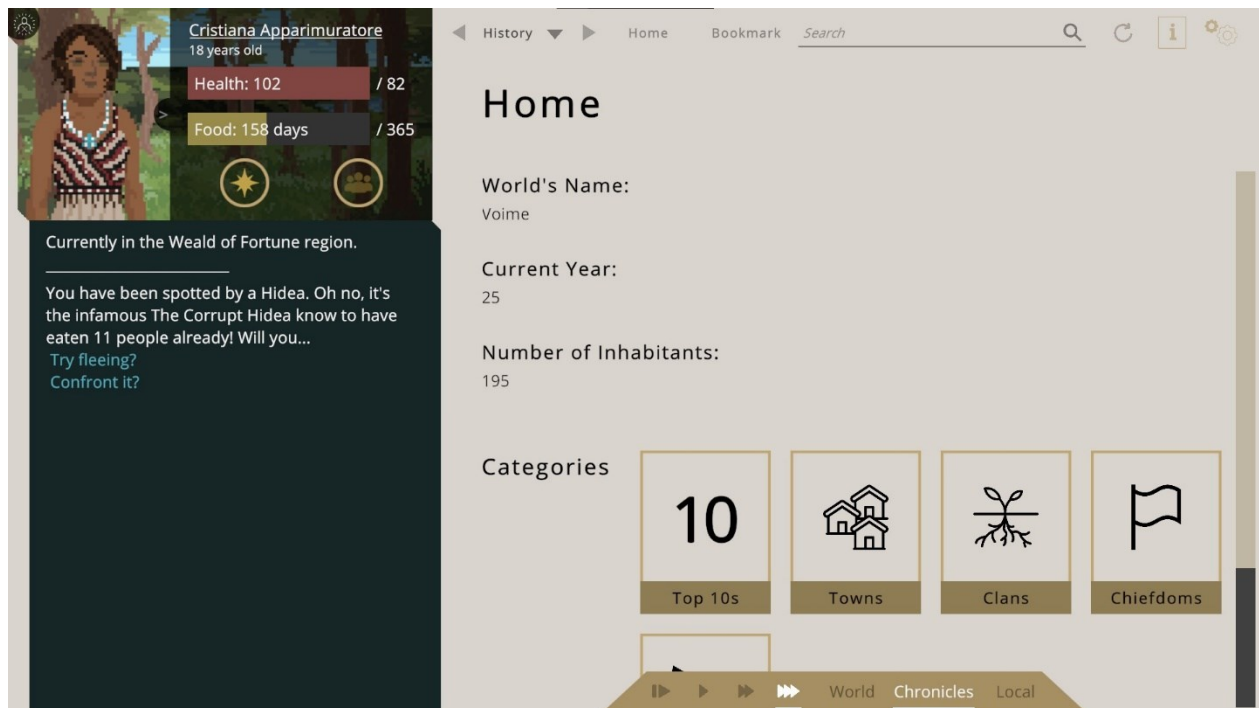 Cristiana Apparimuratore
18 years old
Health: 102 / 82
Food: 158 days / 365
Currently in the Weald of Fortune region.
You have been spotted by a Hidea. Oh no, it's
the infamous The Corrupt Hidea know to have
eaten 11 people already! Will you...
Try fleeing?
Confront it?
History Home Bookmark Search
Home
World's Name:
Voime
Current Year:
25
Number of Inhabitants:
195
Categories
10
Top 10s Towns Clans Chiefdoms
World Chronicles Local